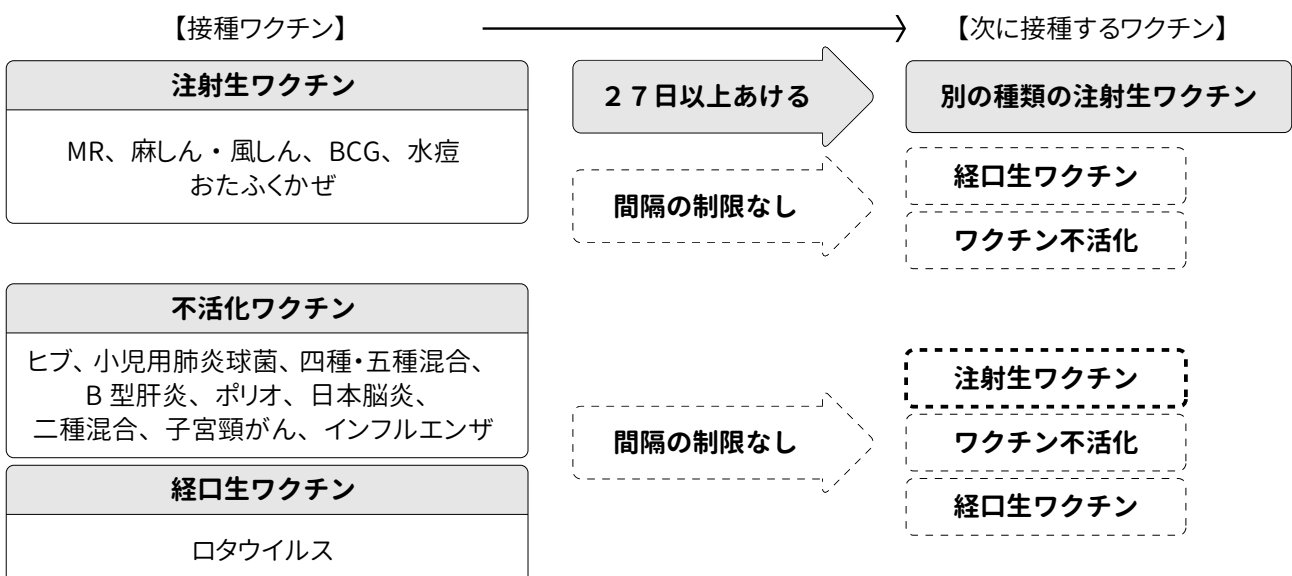 【接種ワクチン】
【次に接種するワクチン】
注射生ワクチン
MR、麻しん・風しん、BCG、水痘
おたふくかぜ
27日以上あける
別の種類の注射生ワクチン
間隔の制限なし
経口生ワクチン
ワクチン不活化
不活化ワクチン
ヒブ、小児用肺炎球菌、四種・五種混合、
B型肝炎、ポリオ、日本脳炎、
二種混合、子宮頸がん、インフルエンザ
経口生ワクチン
ロタウイルス
間隔の制限なし
注射生ワクチン
ワクチン不活化
経口生ワクチン